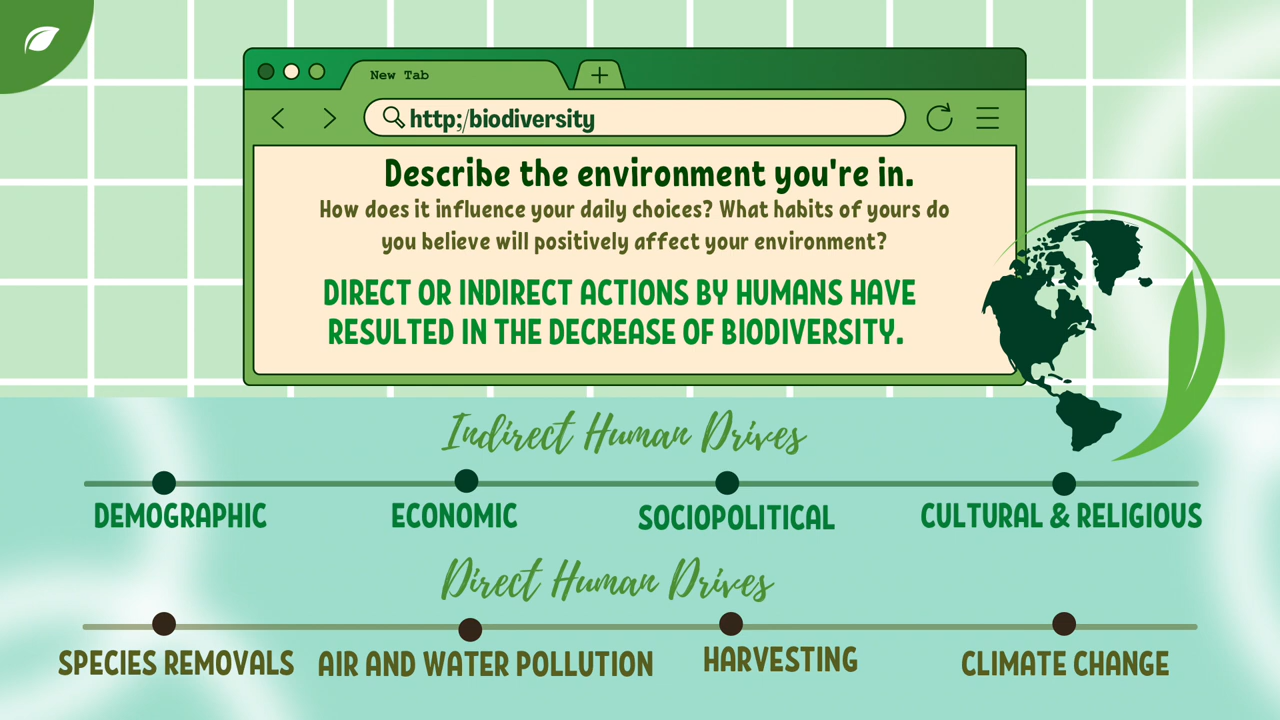 New Tab
http;/biodiversity
Describe the environment you're in.
How does it influence your daily choices? What habits of yours do
you believe will positively affect your environment?
DIRECT OR INDIRECT ACTIONS BY HUMANS HAVE
RESULTED IN THE DECREASE OF BIODIVERSITY.
Indirect Human Drives
DEMOGRAPHIC
ECONOMIC
SOCIOPOLITICAL
CULTURAL & RELIGIOUS
Direct Human Drives
SPECIES REMOVALS
AIR AND WATER POLLUTION
HARVESTING
CLIMATE CHANGE